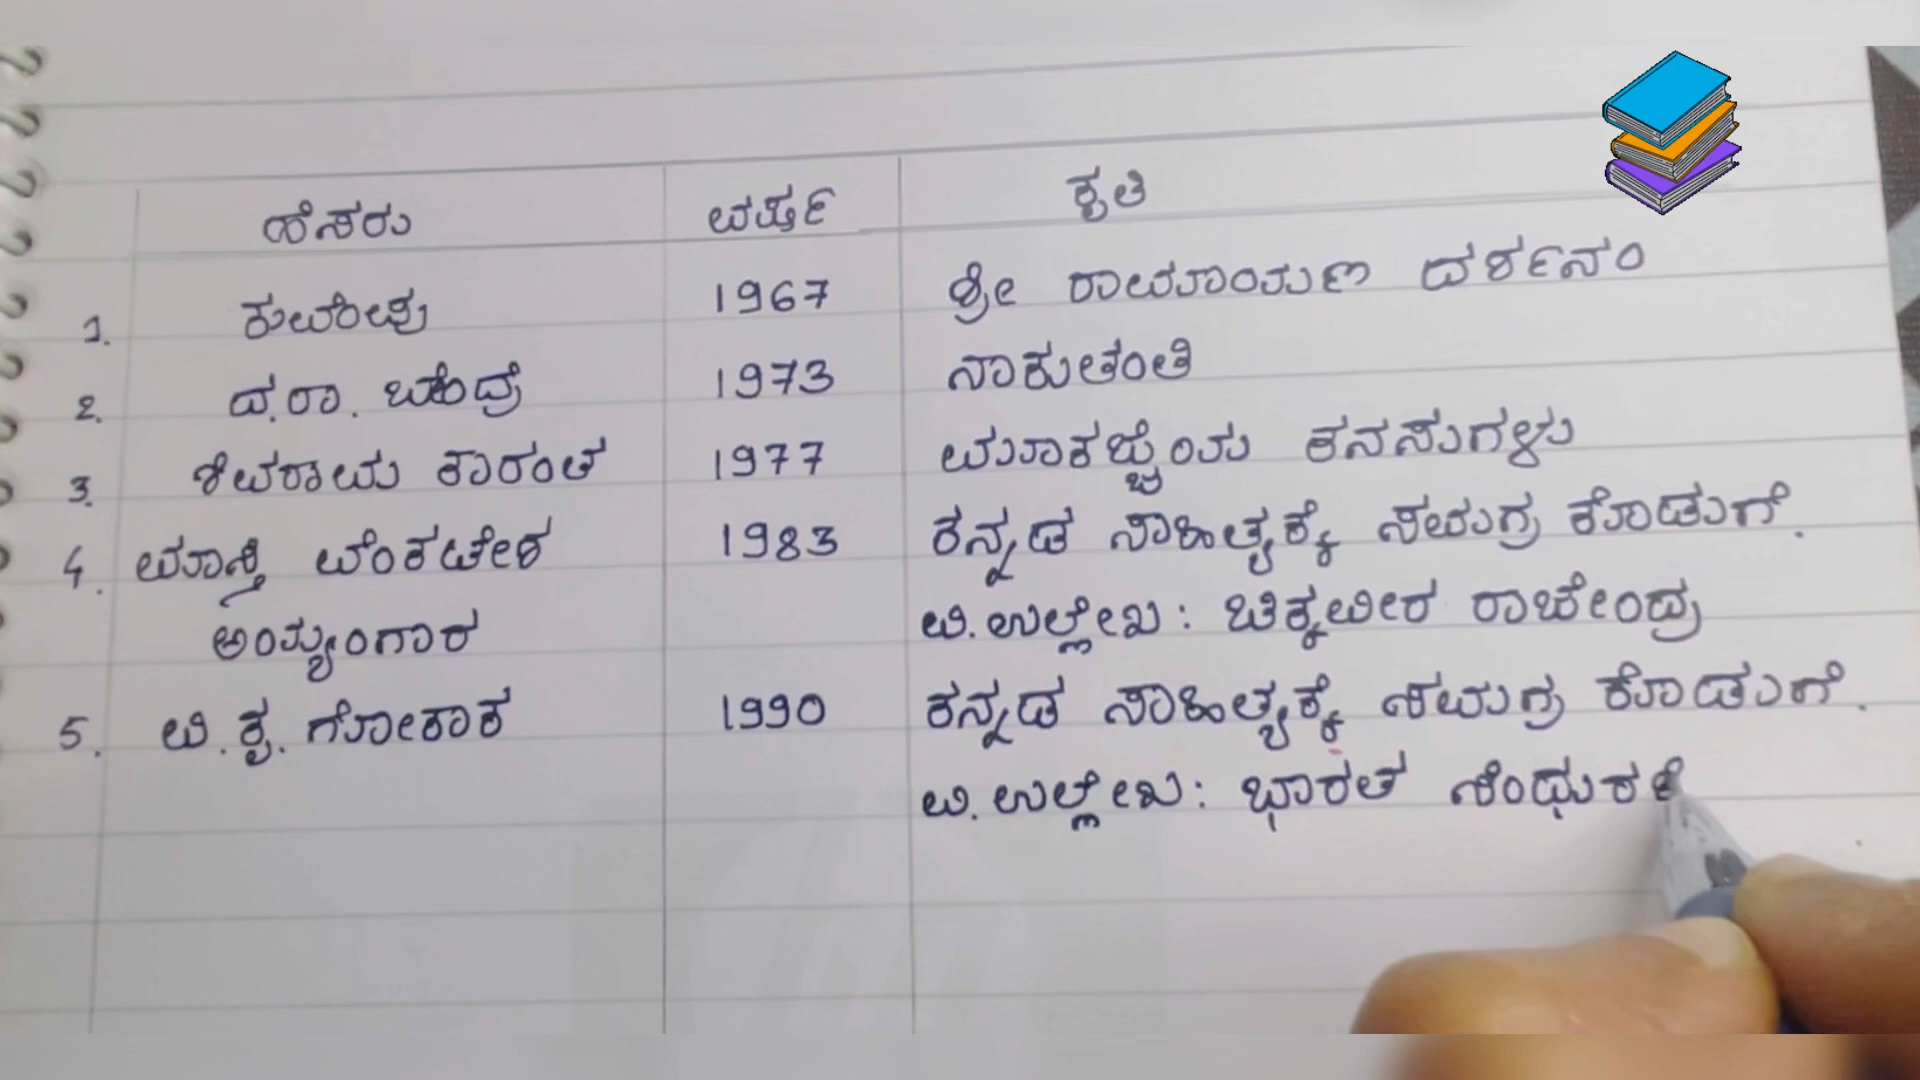 ಹೆಸರು ವರ್ಷ ಕೃತಿ
1. ಕುವೆಂಪು 1967 ಶ್ರೀ ರಾಮಾಯಣ ದರ್ಶನಂ
2. ದ.ರಾ. ಬೇಂದ್ರೆ 1973 ನಾಕುತಂತಿ
3. ಶಿವರಾಮ ಕಾರಂತ 1977 ಮೂಕಜ್ಜಿಯ ಕನಸುಗಳು
4. ಮಾಸ್ತಿ ವೆಂಕಟೇಶ 1983 ಕನ್ನಡ ಸಾಹಿತ್ಯಕ್ಕೆ ಸಮಗ್ರ ಕೊಡುಗೆ.
ಅಯ್ಯಂಗಾರ ವಿ.ಉಲ್ಲೇಖ: ಚಿಕ್ಕವೀರ ರಾಜೇಂದ್ರ
5. ವಿ.ಕೃ. ಗೋಕಾಕ 1990 ಕನ್ನಡ ಸಾಹಿತ್ಯಕ್ಕೆ ಸಮಗ್ರ ಕೊಡುಗೆ.
ವಿ.ಉಲ್ಲೇಖ: ಭಾರತ ಸಿಂಧುರಶಿ